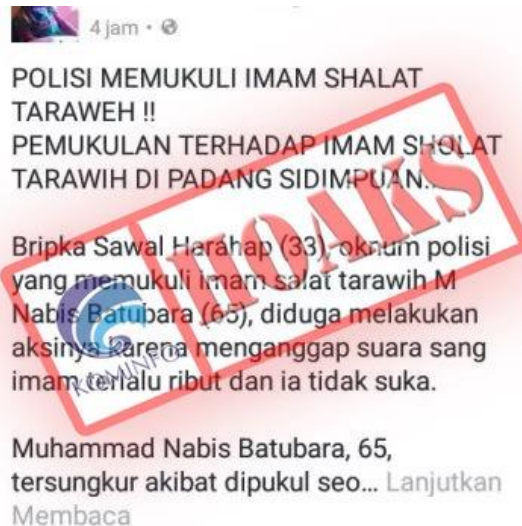 4 jam
POLISI MEMUKULI IMAM SHALAT
TARAWEH !!
PEMUKULAN TERHADAP IMAM SHOLAT
TARAWIH DI PADANG SIDIMPUAN..
HOAKS
Bripka Sawal Harahap (33), oknum polisi
yang memukuli imam salat tarawih M
Nabis Batubara (65), diduga melakukan
aksinya karena menganggap suara sang
imam terlalu ribut dan ia tidak suka.
KOMINFO
Muhammad Nabis Batubara, 65,
tersungkur akibat dipukul seo... Lanjutkan
Membaca